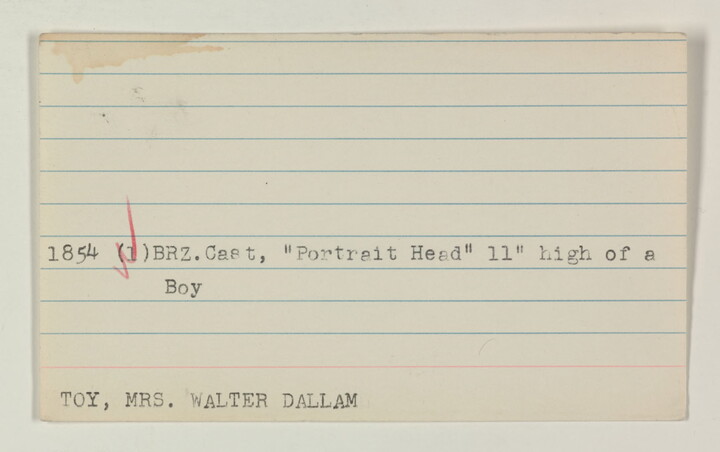 1854 (1)BRZ.Cast, "Portrait Head" 11" high of a
Boy
TOY, MRS. WALTER DALLAM